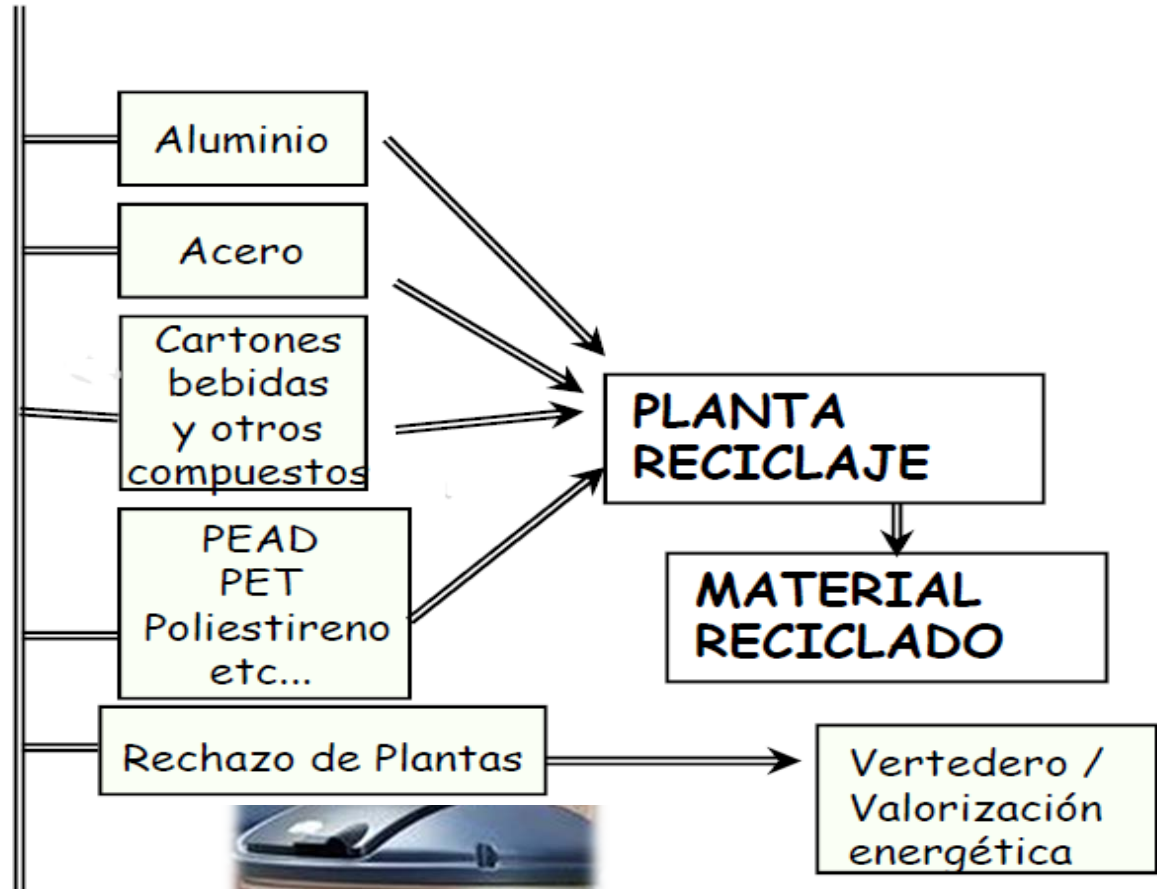 Aluminio
Acero
Cartones
bebidas
y otros
compuestos
PEAD
PET
Poliestireno
etc...
Rechazo de Plantas
PLANTA
RECICLAJE
MATERIAL
RECICLADO
Vertedero /
Valorización
energética